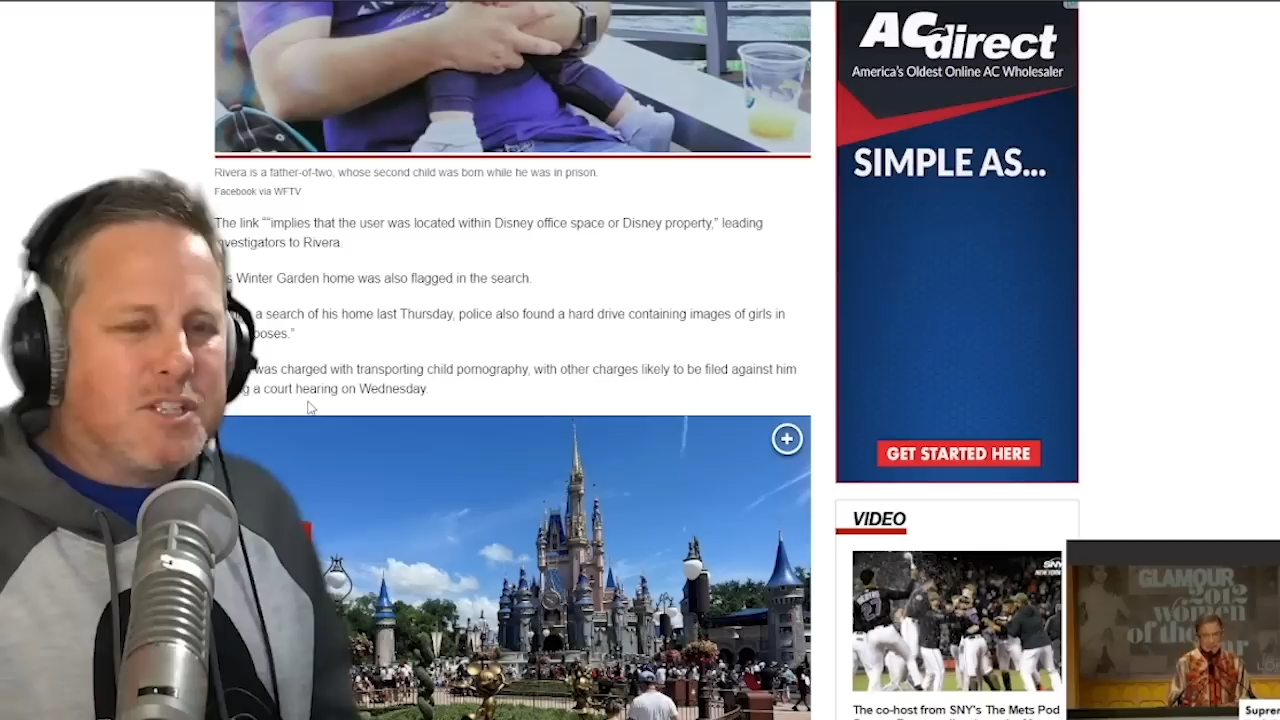 Rivera is a father-of-two, whose second child was born while he was in prison.
Facebook via WFTV
The link ““implies that the user was located within Disney office space or Disney property,” leading
investigators to Rivera.
Winter Garden home was also flagged in the search.
a search of his home last Thursday, police also found a hard drive containing images of girls in
was charged with transporting child pornography, with other charges likely to be filed against him
a court hearing on Wednesday.
ACdirect
America's Oldest Online AC Wholesaler
SIMPLE AS...
GET STARTED HERE
VIDEO
SNY
NEW YORK
27
The co-host from SNY's The Mets Pod
GLAMOUR
2012
women
of the
Suprem